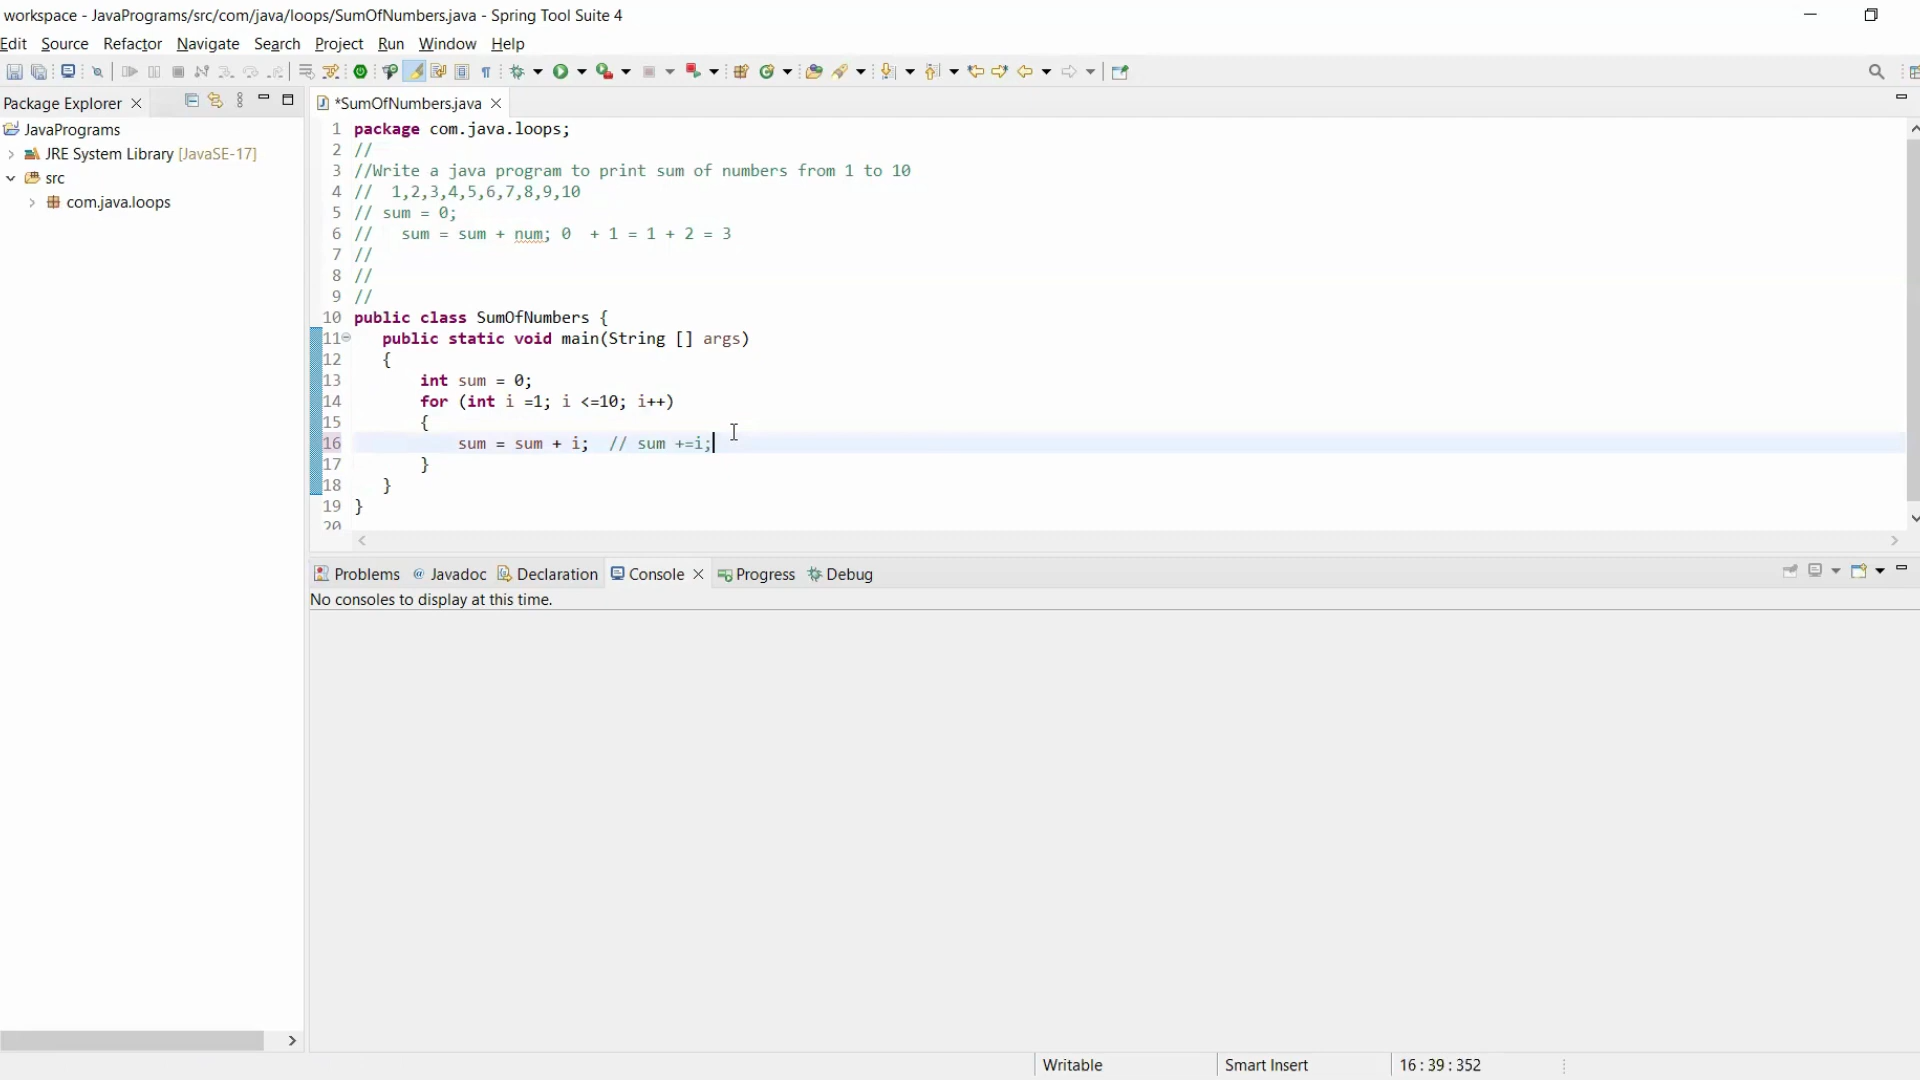 workspace - JavaPrograms/src/com/java/loops/SumOfNumbers.java - Spring Tool Suite 4
Edit Source Refactor Navigate Search Project Run Window Help
Package Explorer
*SumOfNumbers.java
JavaPrograms
JRE System Library [JavaSE-17]
src
com.java.loops
1 package com.java.loops;
2 //
3 //Write a java program to print sum of numbers from 1 to 10
4 //  1,2,3,4,5,6,7,8,9,10
5 // sum = 0;
6 //   sum = sum + num; 0  + 1 = 1 + 2 = 3
7 //
8 //
9 //
10 public class SumOfNumbers {
11    public static void main(String [] args)
12    {
13        int sum = 0;
14        for (int i =1; i <=10; i++)
15        {
16            sum = sum + i;  // sum +=i;
17        }
18    }
19 }
20
Problems @ Javadoc Declaration Console Progress Debug
No consoles to display at this time.
Writable Smart Insert 16 : 39 : 352